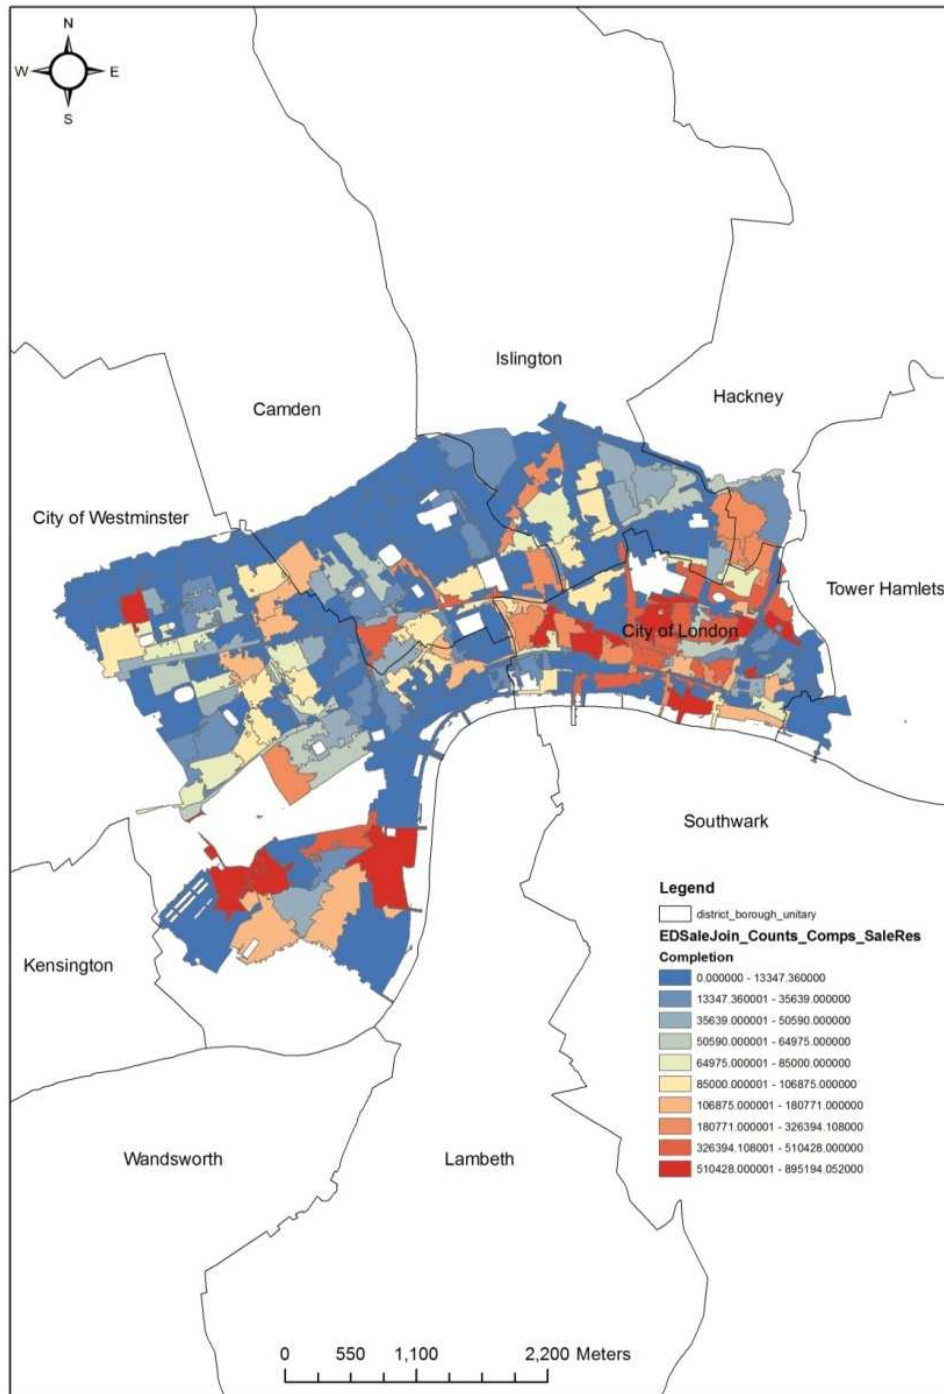 N
W E
S
Islington
Hackney
Camden
City of Westminster
Tower Hamlets
City of London
Southwark
Legend
district_borough_unitary
EDSaleJoin_Counts_Comps_SaleRes
Completion
0.000000 - 13347.360000
13347.360001 - 35639.000000
35639.000001 - 50590.000000
50590.000001 - 64975.000000
64975.000001 - 85000.000000
85000.000001 - 106875.000000
106875.000001 - 180771.000000
180771.000001 - 326394.108000
326394.108001 - 510428.000000
510428.000001 - 895194.052000
Kensington
Wandsworth
Lambeth
0 550 1,100 2,200 Meters